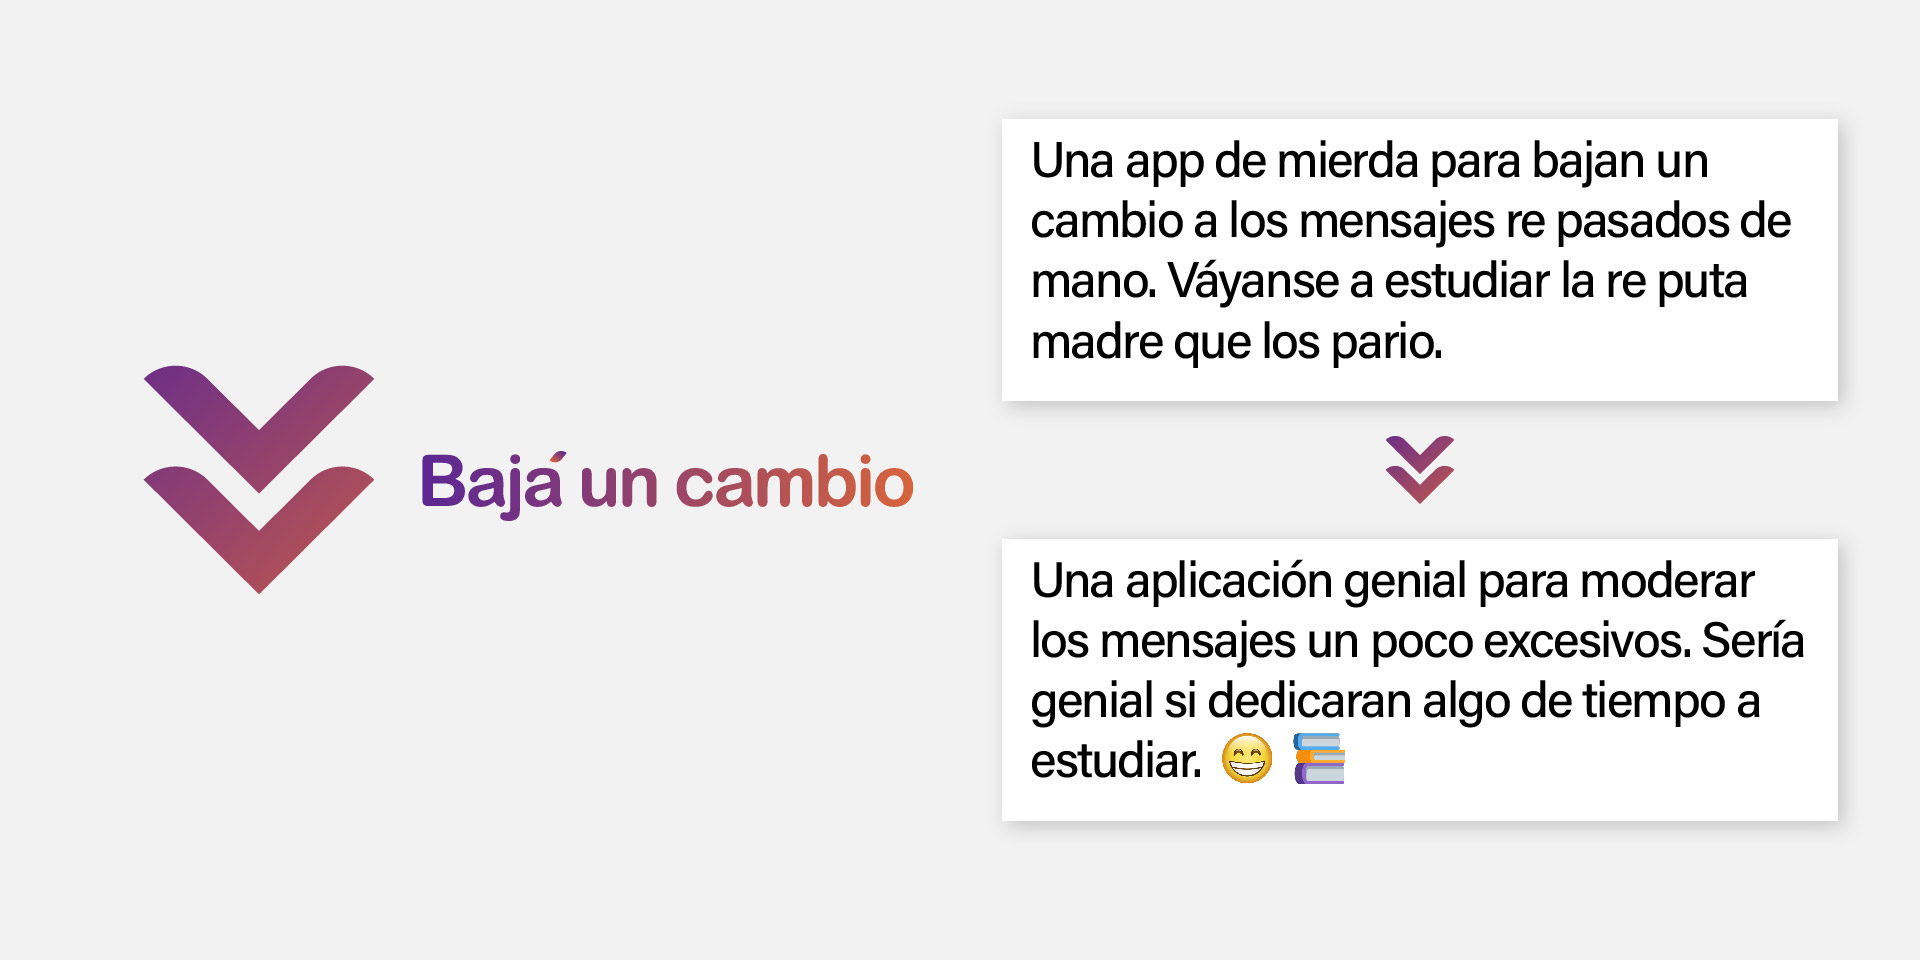 Bajá un cambio
Una app de mierda para bajan un
cambio a los mensajes re pasados de
mano. Váyanse a estudiar la re puta
madre que los pario.
Una aplicación genial para moderar
los mensajes un poco excesivos. Sería
genial si dedicaran algo de tiempo a
estudiar. 😁 📚